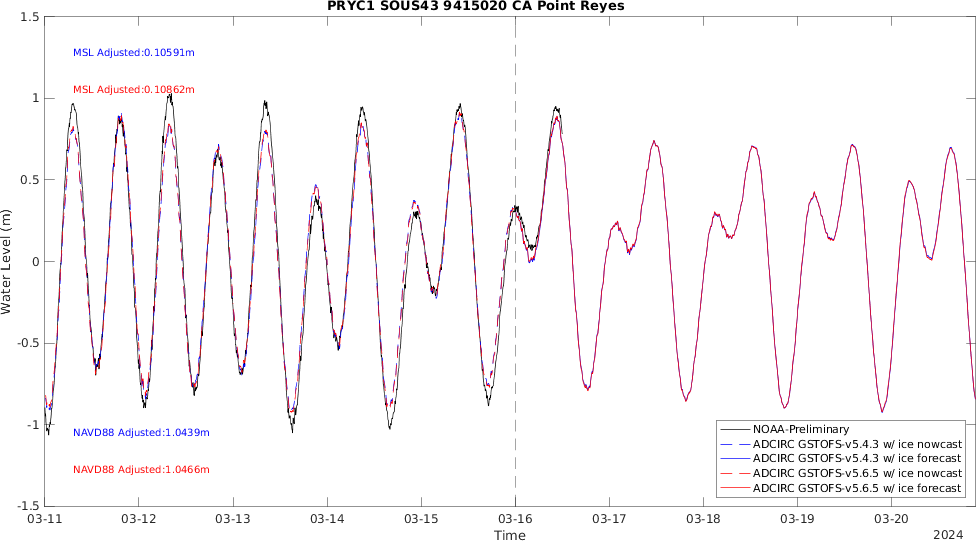 PRYC1 SOUS43 9415020 CA Point Reyes
1.5
MSL Adjusted:0.10591m
MSL Adjusted:0.10862m
1
0.5
0
-0.5
-1
-1.5
Water Level (m)
NAVD88 Adjusted:1.0439m
NAVD88 Adjusted:1.0466m
NOAA-Preliminary
ADCIRC GSTOFS-v5.4.3 w/ ice nowcast
ADCIRC GSTOFS-v5.4.3 w/ ice forecast
ADCIRC GSTOFS-v5.6.5 w/ ice nowcast
ADCIRC GSTOFS-v5.6.5 w/ ice forecast
03-11 03-12 03-13 03-14 03-15 03-16 03-17 03-18 03-19 03-20
Time
2024